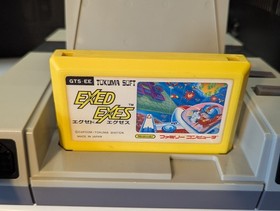 GTS-EE TOKUMA SOFT
EXED
EXES
TM
エグゼド エグゼス
MADE IN JAPAN
ファミリー コンピュータ